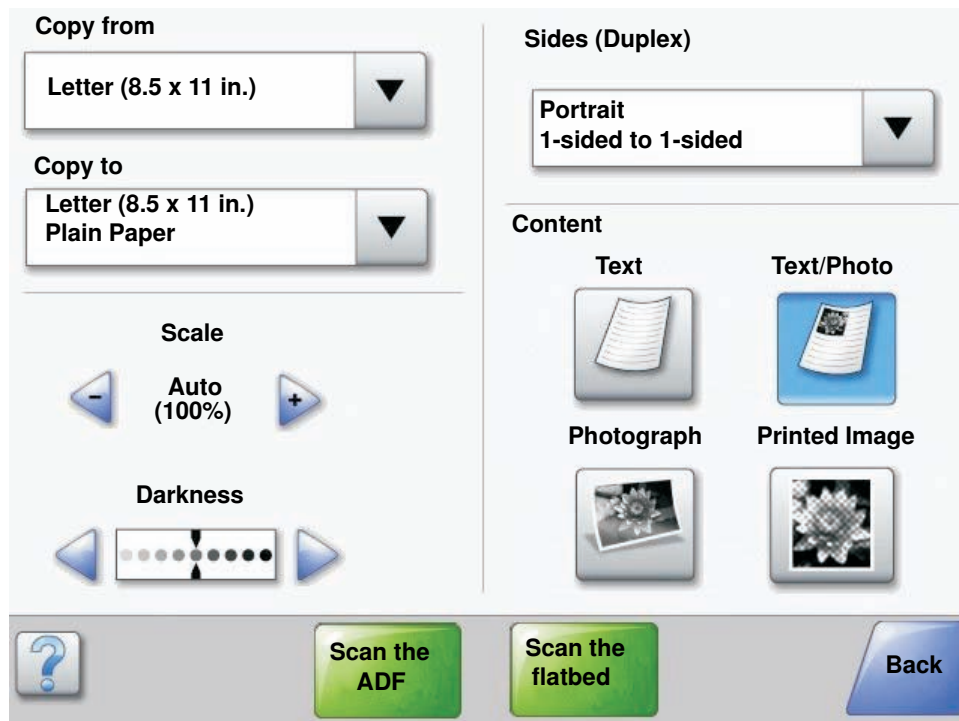 Copy from
Letter (8.5 x 11 in.)
Copy to
Letter (8.5 x 11 in.)
Plain Paper
Scale
-
Auto
(100%)
+
Darkness
Sides (Duplex)
Portrait
1-sided to 1-sided
Content
Text
Text/Photo
Photograph
Printed Image
?
Scan the
ADF
Scan the
flatbed
Back